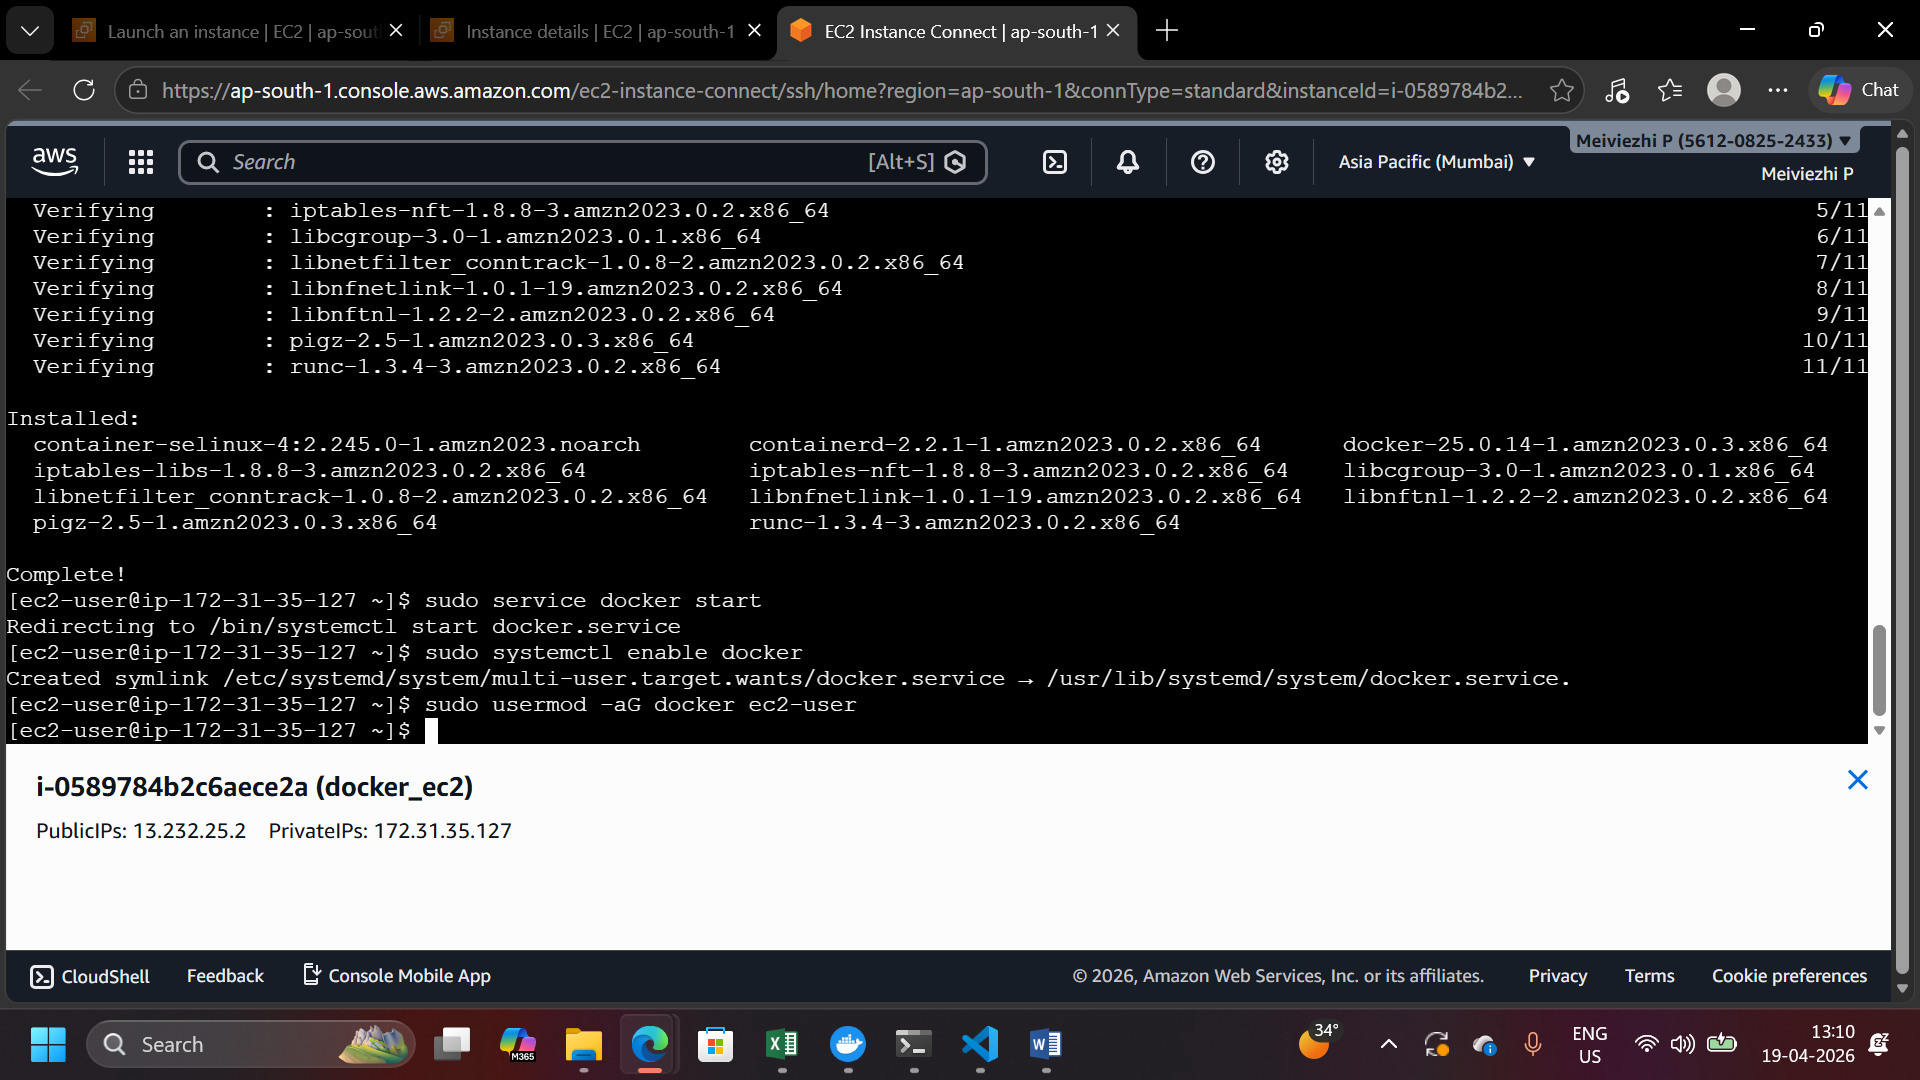 Launch an instance | EC2 | ap-sout
Instance details | EC2 | ap-south-1
EC2 Instance Connect | ap-south-1
https://ap-south-1.console.aws.amazon.com/ec2-instance-connect/ssh/home?region=ap-south-1&connType=standard&instanceId=i-0589784b2...
Chat
aws
Search
[Alt+S]
Asia Pacific (Mumbai)
Meiviezhi P (5612-0825-2433)
Meiviezhi P
Verifying : iptables-nft-1.8.8-3.amzn2023.0.2.x86_64 5/11
Verifying : libcgroup-3.0-1.amzn2023.0.1.x86_64 6/11
Verifying : libnetfilter_conntrack-1.0.8-2.amzn2023.0.2.x86_64 7/11
Verifying : libnfnetlink-1.0.1-19.amzn2023.0.2.x86_64 8/11
Verifying : libnftnl-1.2.2-2.amzn2023.0.2.x86_64 9/11
Verifying : pigz-2.5-1.amzn2023.0.3.x86_64 10/11
Verifying : runc-1.3.4-3.amzn2023.0.2.x86_64 11/11
Installed:
container-selinux-4:2.245.0-1.amzn2023.noarch containerd-2.2.1-1.amzn2023.0.2.x86_64 docker-25.0.14-1.amzn2023.0.3.x86_64
iptables-libs-1.8.8-3.amzn2023.0.2.x86_64 iptables-nft-1.8.8-3.amzn2023.0.2.x86_64 libcgroup-3.0-1.amzn2023.0.1.x86_64
libnetfilter_conntrack-1.0.8-2.amzn2023.0.2.x86_64 libnfnetlink-1.0.1-19.amzn2023.0.2.x86_64 libnftnl-1.2.2-2.amzn2023.0.2.x86_64
pigz-2.5-1.amzn2023.0.3.x86_64 runc-1.3.4-3.amzn2023.0.2.x86_64
Complete!
[ec2-user@ip-172-31-35-127 ~]$ sudo service docker start
Redirecting to /bin/systemctl start docker.service
[ec2-user@ip-172-31-35-127 ~]$ sudo systemctl enable docker
Created symlink /etc/systemd/system/multi-user.target.wants/docker.service → /usr/lib/systemd/system/docker.service.
[ec2-user@ip-172-31-35-127 ~]$ sudo usermod -aG docker ec2-user
[ec2-user@ip-172-31-35-127 ~]$
i-0589784b2c6aece2a (docker_ec2)
PublicIPs: 13.232.25.2 PrivateIPs: 172.31.35.127
CloudShell
Feedback
Console Mobile App
© 2026, Amazon Web Services, Inc. or its affiliates.
Privacy
Terms
Cookie preferences
Search
M365
34°
ENG
US
13:10
19-04-2026